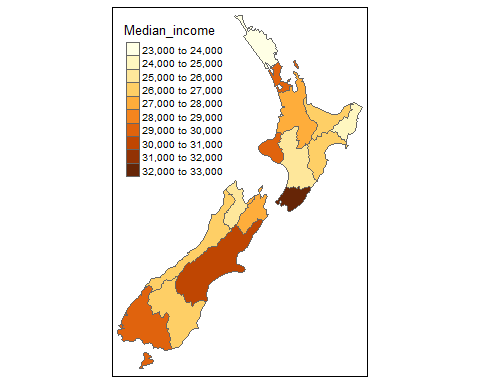 Median_income
23,000 to 24,000
24,000 to 25,000
25,000 to 26,000
26,000 to 27,000
27,000 to 28,000
28,000 to 29,000
29,000 to 30,000
30,000 to 31,000
31,000 to 32,000
32,000 to 33,000